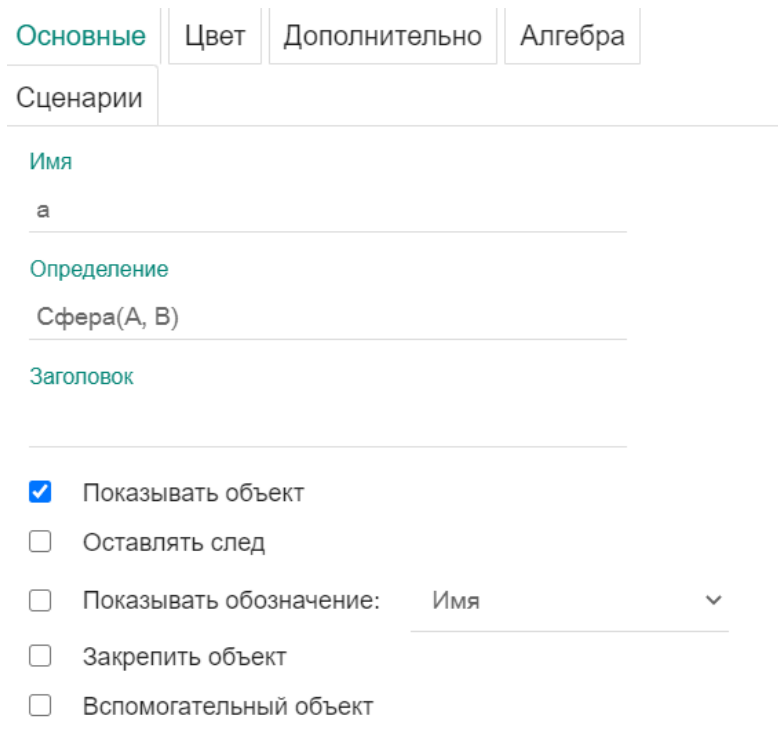 Основные Цвет Дополнительно Алгебра
Сценарии
Имя
a
Определение
Сфера(A, B)
Заголовок
Показывать объект
Оставлять след
Показывать обозначение: Имя
Закрепить объект
Вспомогательный объект